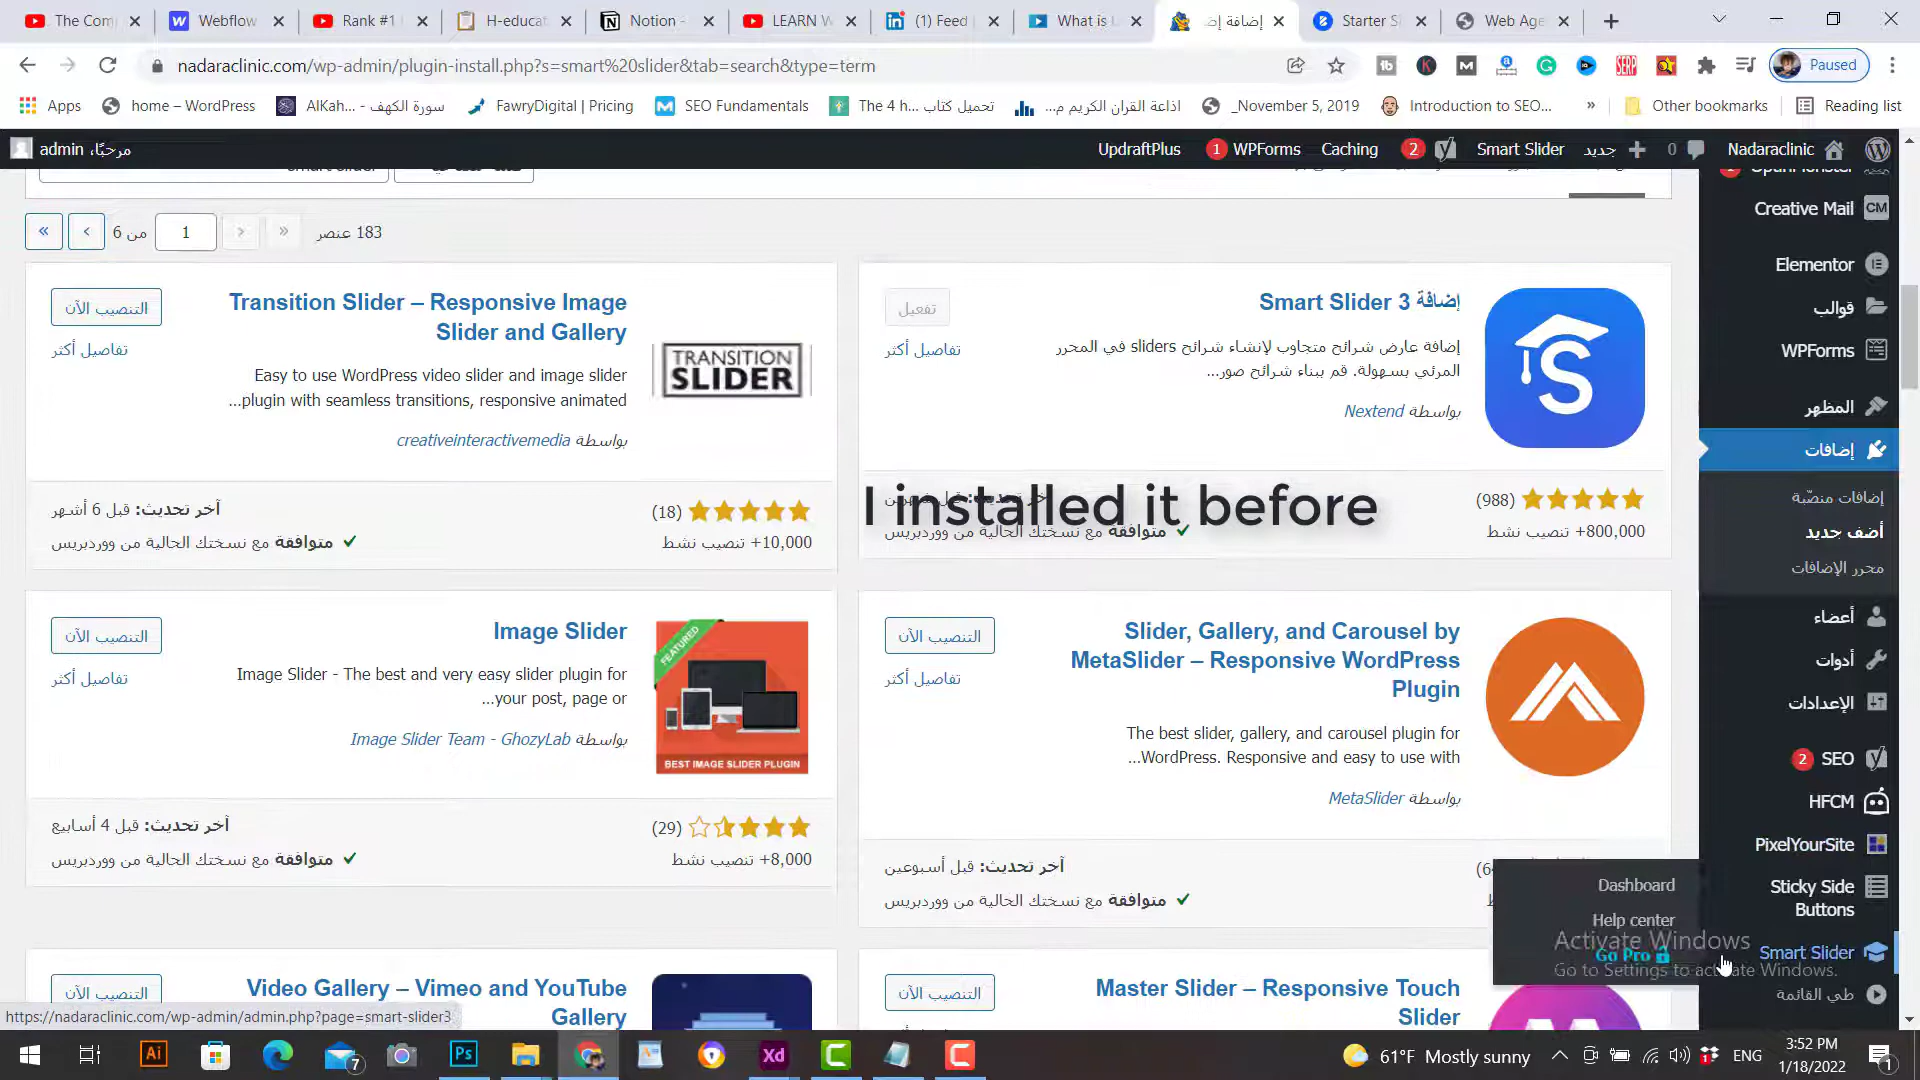 The Com
Webflow
Rank #1
H-educat
Notion -
LEARN W
(1) Feed
What is
إضافة إض
Starter S
Web Age
nadaraclinic.com/wp-admin/plugin-install.php?s=smart%20slider&tab=search&type=term
Paused
Apps
home – WordPress
سورة الكهف - ...AlKah
FawryDigital | Pricing
SEO Fundamentals
تحميل كتاب ...The 4 h
اذاعة القران الكريم م...
_November 5, 2019
Introduction to SEO...
»
Other bookmarks
Reading list
مرحبًا، admin
UpdraftPlus
1 WPForms
Caching
2
Smart Slider
جديد
0
Nadaraclinic
smart slider
« ‹ 6 من 1 › »
183 عنصر
التنصيب الآن
تفاصيل أكثر
Transition Slider – Responsive Image
Slider and Gallery
Easy to use WordPress video slider and image slider
...plugin with seamless transitions, responsive animated
بواسطة creativeinteractivemedia
TRANSITION
SLIDER
آخر تحديث: قبل 6 أشهر
(18)
متوافقة مع نسختك الحالية من ووردبريس
+10,000 تنصيب نشط
تفعيل
تفاصيل أكثر
إضافة Smart Slider 3
إضافة عارض شرائح متجاوب لإنشاء شرائح sliders في المحرر
المرئي بسهولة. قم ببناء شرائح صور...
بواسطة Nextend
S
I installed it before
(988)
متوافقة مع نسختك الحالية من ووردبريس
+800,000 تنصيب نشط
التنصيب الآن
تفاصيل أكثر
Image Slider
Image Slider - The best and very easy slider plugin for
...your post, page or
بواسطة Image Slider Team - GhozyLab
FEATURED
BEST IMAGE SLIDER PLUGIN
آخر تحديث: قبل 4 أسابيع
(29)
متوافقة مع نسختك الحالية من ووردبريس
+8,000 تنصيب نشط
التنصيب الآن
تفاصيل أكثر
Slider, Gallery, and Carousel by
MetaSlider – Responsive WordPress
Plugin
The best slider, gallery, and carousel plugin for
...WordPress. Responsive and easy to use with
بواسطة MetaSlider
آخر تحديث: قبل أسبوعين
متوافقة مع نسختك الحالية من ووردبريس
التنصيب الآن
Video Gallery – Vimeo and YouTube
Gallery
التنصيب الآن
Master Slider – Responsive Touch
Slider
Creative Mail
CM
Elementor
قوالب
WPForms
المظهر
إضافات
إضافات منصّبة
أضف جديد
محرر الإضافات
أعضاء
أدوات
الإعدادات
2 SEO
HFCM
PixelYourSite
Sticky Side
Buttons
Smart Slider
طي القائمة
Dashboard
Help center
Go Pro
Activate Windows
Go to Settings to activate Windows.
https://nadaraclinic.com/wp-admin/admin.php?page=smart-slider3
Ai
7
Ps
Xd
61°F Mostly sunny
ENG
3:52 PM
1/18/2022
1